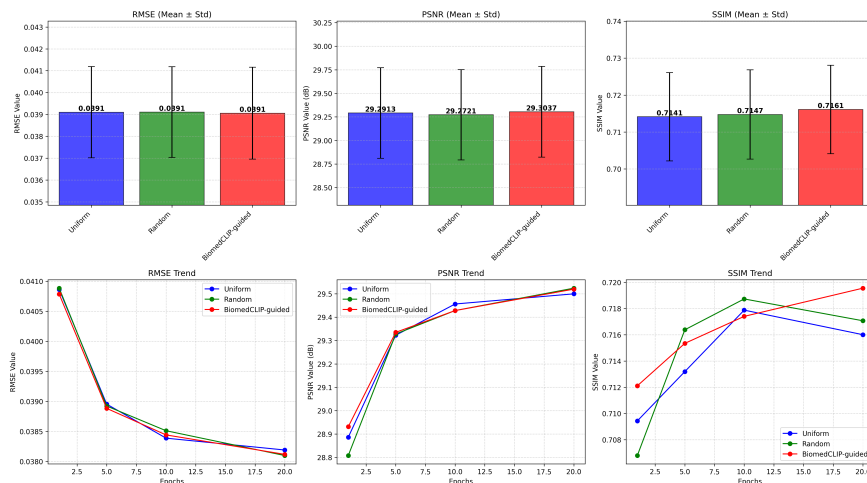 RMSE (Mean ± Std)
RMSE Value
0.043
0.042
0.041
0.040
0.039
0.038
0.037
0.036
0.035
0.0391
0.0391
0.0391
Uniform
Random
BiomedCLIP-guided
PSNR (Mean ± Std)
PSNR Value (dB)
30.25
30.00
29.75
29.50
29.25
29.00
28.75
28.50
29.2913
29.2721
29.3037
Uniform
Random
BiomedCLIP-guided
SSIM (Mean ± Std)
SSIM Value
0.74
0.73
0.72
0.71
0.70
0.7141
0.7147
0.7161
Uniform
Random
BiomedCLIP-guided
RMSE Trend
RMSE Value
0.0410
0.0405
0.0400
0.0395
0.0390
0.0385
0.0380
Uniform
Random
BiomedCLIP-guided
2.5 5.0 7.5 10.0 12.5 15.0 17.5 20.0
Epochs
PSNR Trend
PSNR Value (dB)
29.5
29.4
29.3
29.2
29.1
29.0
28.9
28.8
Uniform
Random
BiomedCLIP-guided
2.5 5.0 7.5 10.0 12.5 15.0 17.5 20.0
Epochs
SSIM Trend
SSIM Value
0.720
0.718
0.716
0.714
0.712
0.710
0.708
Uniform
Random
BiomedCLIP-guided
2.5 5.0 7.5 10.0 12.5 15.0 17.5 20.0
Epochs